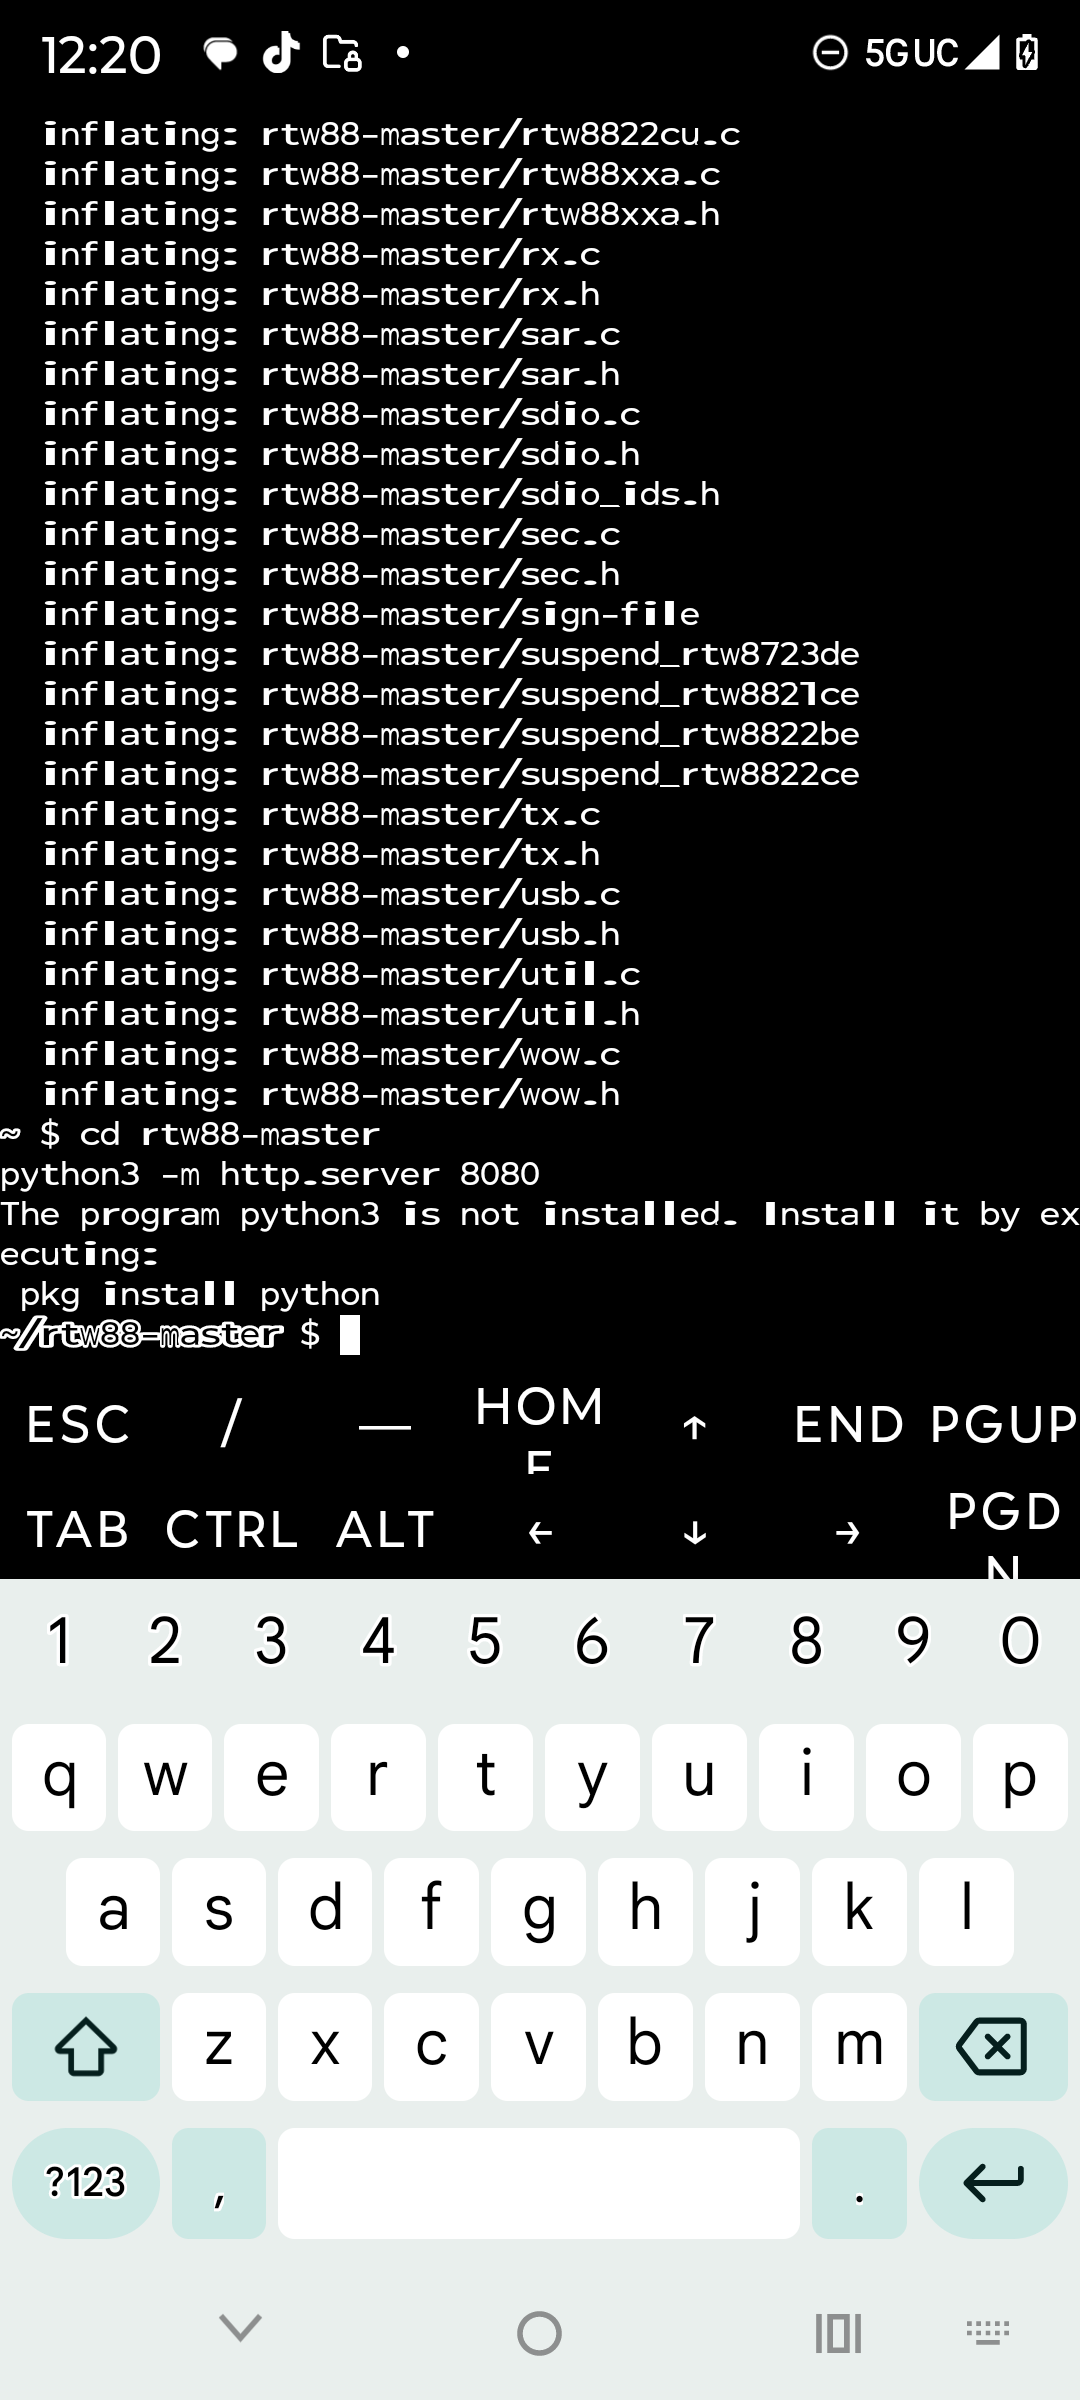 12:20 5G UC
inflating: rtw88-master/rtw8822cu.c
inflating: rtw88-master/rtw88xxa.c
inflating: rtw88-master/rtw88xxa.h
inflating: rtw88-master/rx.c
inflating: rtw88-master/rx.h
inflating: rtw88-master/sar.c
inflating: rtw88-master/sar.h
inflating: rtw88-master/sdio.c
inflating: rtw88-master/sdio.h
inflating: rtw88-master/sdio_ids.h
inflating: rtw88-master/sec.c
inflating: rtw88-master/sec.h
inflating: rtw88-master/sign-file
inflating: rtw88-master/suspend_rtw8723de
inflating: rtw88-master/suspend_rtw8821ce
inflating: rtw88-master/suspend_rtw8822be
inflating: rtw88-master/suspend_rtw8822ce
inflating: rtw88-master/tx.c
inflating: rtw88-master/tx.h
inflating: rtw88-master/usb.c
inflating: rtw88-master/usb.h
inflating: rtw88-master/util.c
inflating: rtw88-master/util.h
inflating: rtw88-master/wow.c
inflating: rtw88-master/wow.h
~ $ cd rtw88-master
python3 -m http.server 8080
The program python3 is not installed. Install it by ex
ecuting:
pkg install python
~/rtw88-master $
ESC / — HOM
E ↑ END PGUP
TAB CTRL ALT ← ↓ → PGD
N
1 2 3 4 5 6 7 8 9 0
q w e r t y u i o p
a s d f g h j k l
z x c v b n m
?123 , .